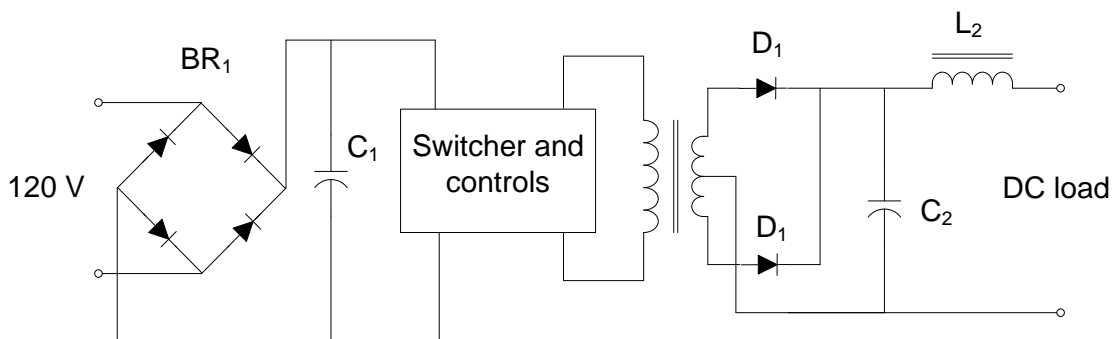 BR₁
120 V
C₁
Switcher and
controls
D₁
D₁
L₂
C₂
DC load